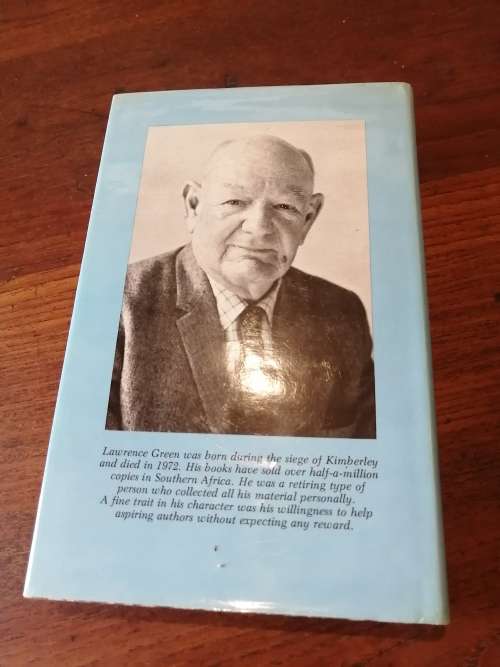 Lawrence Green was born during the siege of Kimberley
and died in 1972. His books have sold over half-a-million
copies in Southern Africa. He was a retiring type of
person who collected all his material personally.
A fine trait in his character was his willingness to help
aspiring authors without expecting any reward.